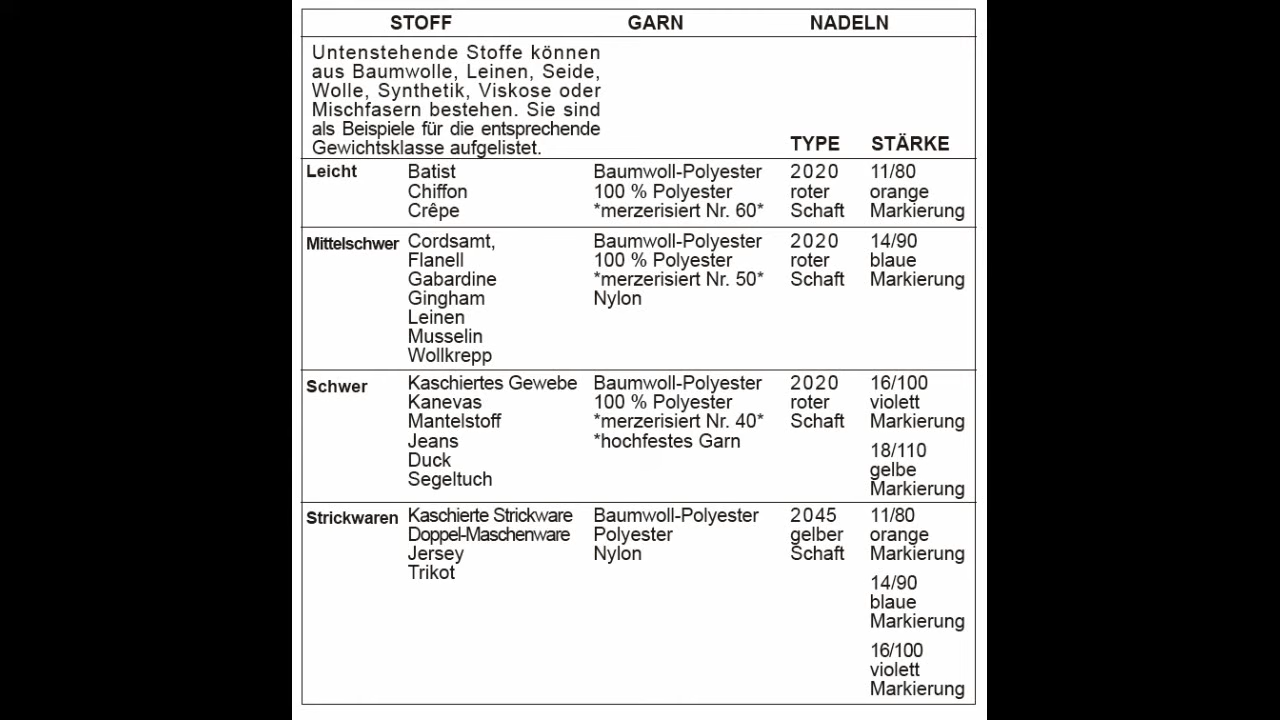 STOFF GARN NADELN
Untenstehende Stoffe können
aus Baumwolle, Leinen, Seide,
Wolle, Synthetik, Viskose oder
Mischfasern bestehen. Sie sind
als Beispiele für die entsprechende
Gewichtsklasse aufgelistet.
TYPE STÄRKE
Leicht Batist Baumwoll-Polyester 2020 11/80
Chiffon 100 % Polyester roter orange
Crêpe *merzerisiert Nr. 60* Schaft Markierung
Mittelschwer Cordsamt, Baumwoll-Polyester 2020 14/90
Flanell 100 % Polyester roter blaue
Gabardine *merzerisiert Nr. 50* Schaft Markierung
Gingham Nylon
Leinen
Musselin
Wollkrepp
Schwer Kaschiertes Gewebe Baumwoll-Polyester 2020 16/100
Kanevas 100 % Polyester roter violett
Mantelstoff *merzerisiert Nr. 40* Schaft Markierung
Jeans *hochfestes Garn
18/110
Duck
gelbe
Segeltuch
Markierung
Strickwaren Kaschierte Strickware Baumwoll-Polyester 2045 11/80
Doppel-Maschenware Polyester gelber orange
Jersey Nylon Schaft Markierung
Trikot
14/90
blaue
Markierung
16/100
violett
Markierung